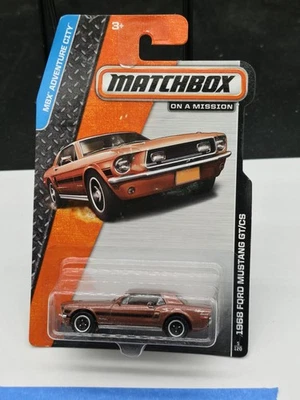 3+
MBX ADVENTURE CITY
MATCHBOX
ON A MISSION
1968 FORD MUSTANG GT/CS